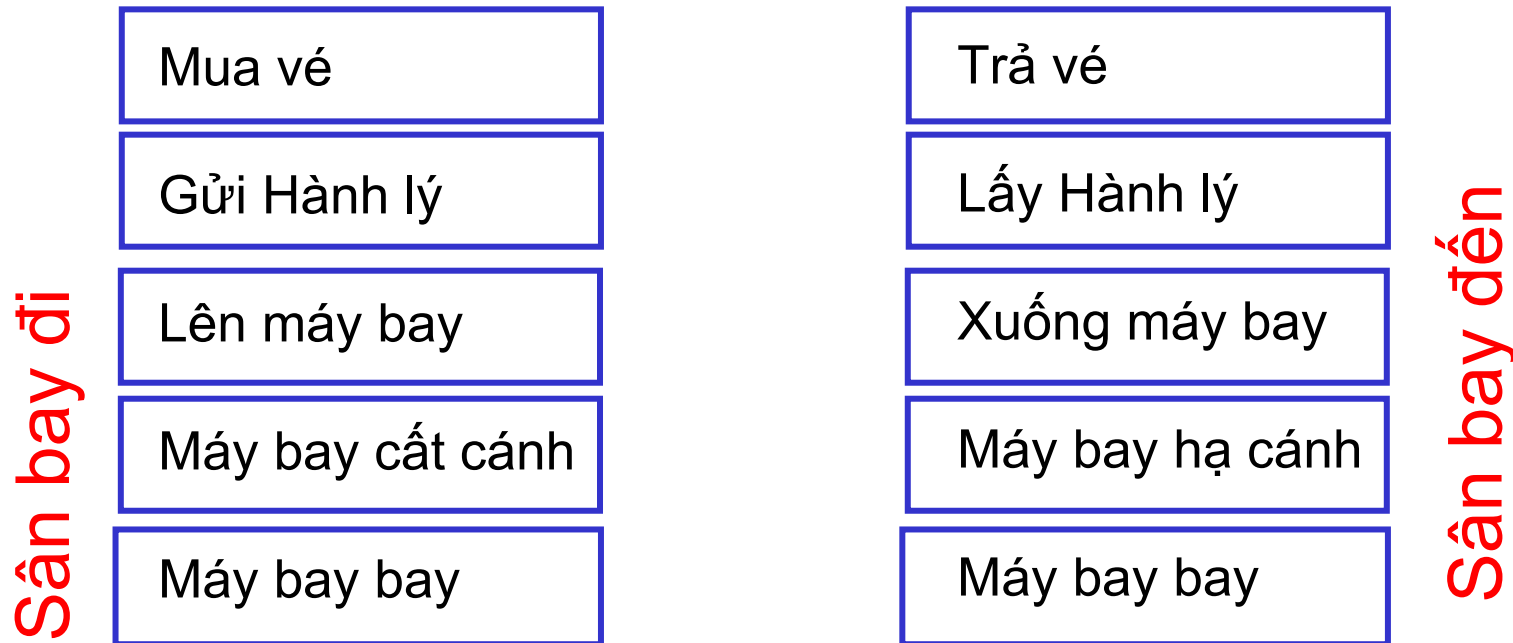 Sân bay đi
Mua vé
Gửi Hành lý
Lên máy bay
Máy bay cất cánh
Máy bay bay
Trả vé
Lấy Hành lý
Xuống máy bay
Máy bay hạ cánh
Máy bay bay
Sân bay đến